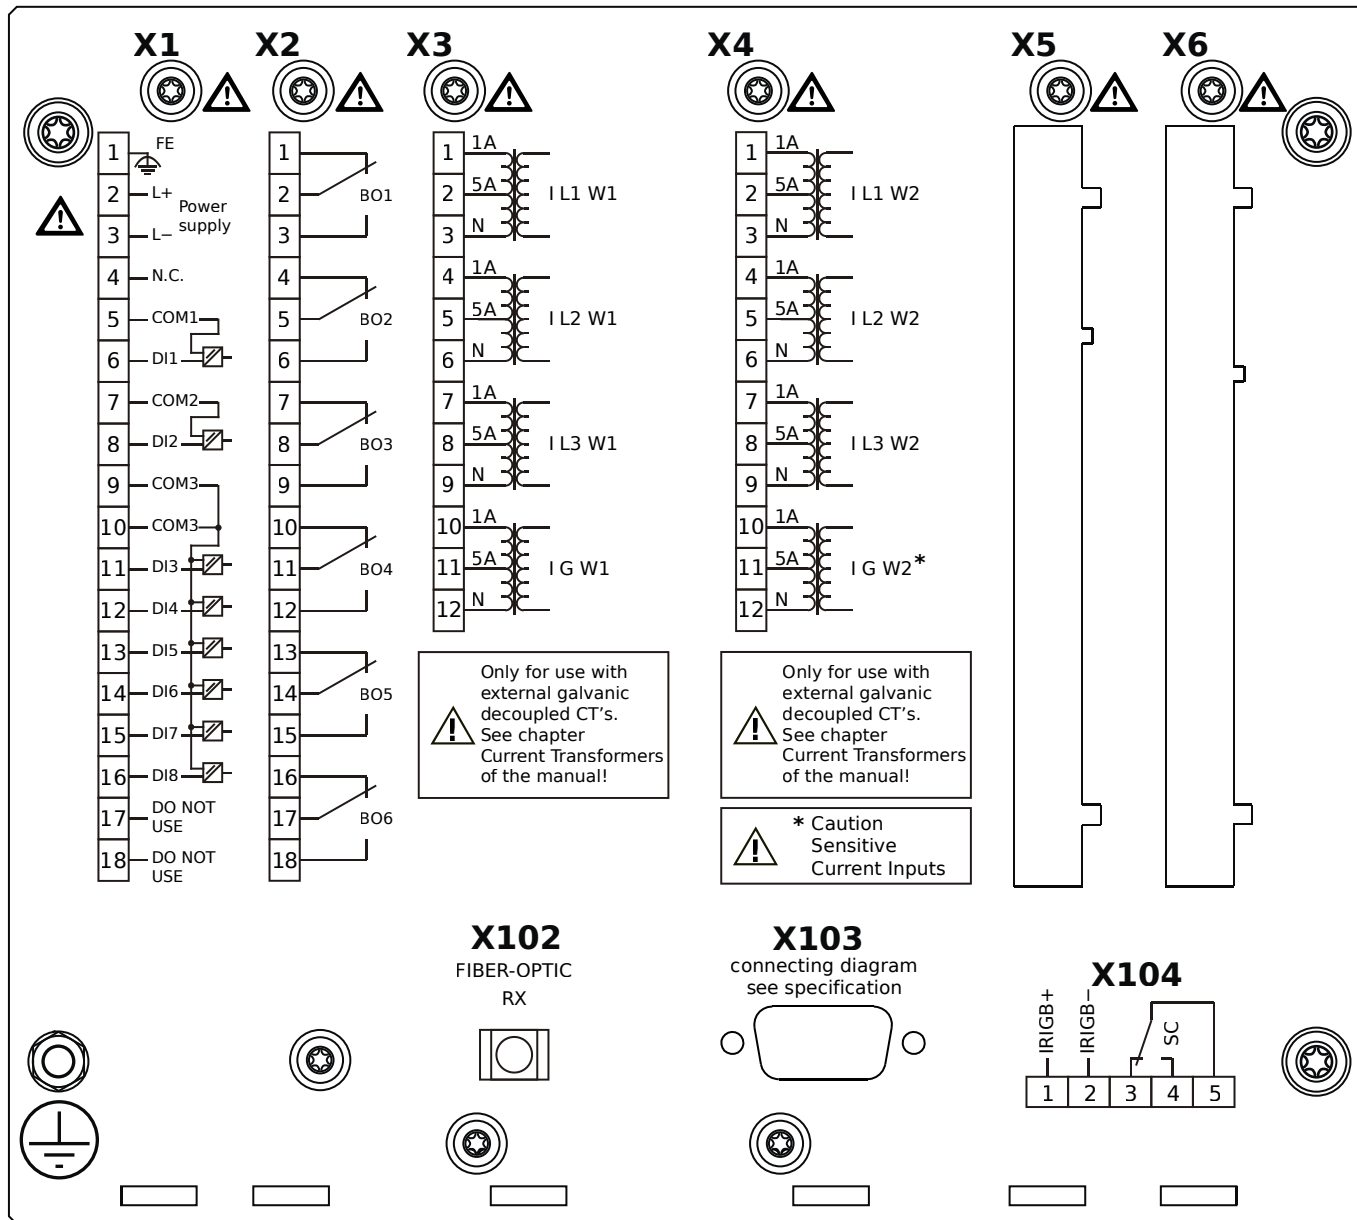 X1 X2 X3 X4 X5 X6
1 FE
2 L+ Power supply
3 L−
4 N.C.
5 COM1
6 DI1
7 COM2
8 DI2
9 COM3
10 COM3
11 DI3
12 DI4
13 DI5
14 DI6
15 DI7
16 DI8
17 DO NOT USE
18 DO NOT USE
1
2 BO1
3
4
5 BO2
6
7
8 BO3
9
10
11 BO4
12
13
14 BO5
15
16
17 BO6
18
1 1A
2 5A I L1 W1
3 N
4 1A
5 5A I L2 W1
6 N
7 1A
8 5A I L3 W1
9 N
10 1A
11 5A I G W1
12 N
Only for use with
external galvanic
decoupled CT's.
See chapter
Current Transformers
of the manual!
1 1A
2 5A I L1 W2
3 N
4 1A
5 5A I L2 W2
6 N
7 1A
8 5A I L3 W2
9 N
10 1A
11 5A I G W2*
12 N
Only for use with
external galvanic
decoupled CT's.
See chapter
Current Transformers
of the manual!
* Caution
Sensitive
Current Inputs
X102
FIBER-OPTIC
RX
X103
connecting diagram
see specification
X104
IRIGB+
IRIGB−
SC
1 2 3 4 5